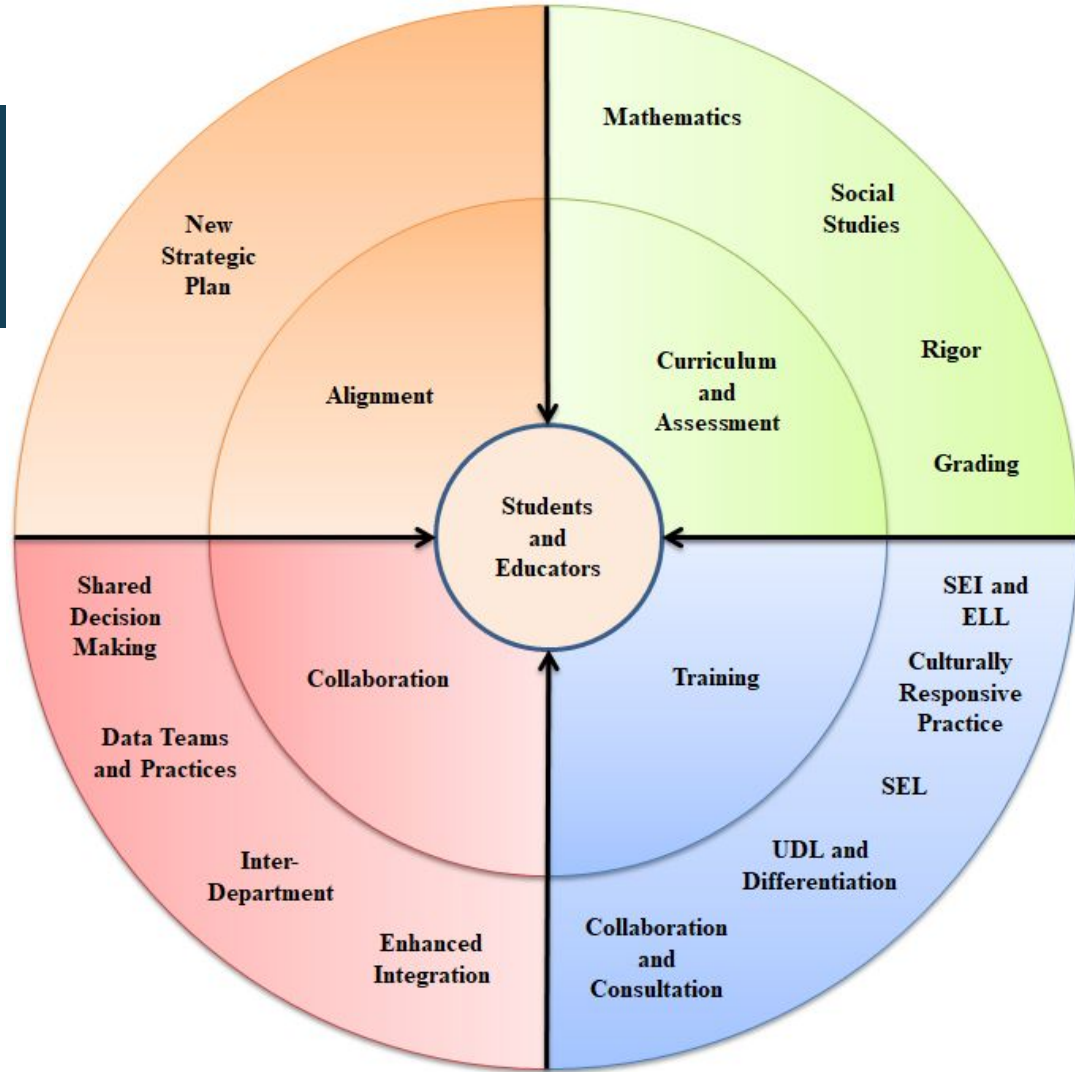 Mathematics
Social
Studies
Rigor
Grading
Curriculum
and
Assessment
New
Strategic
Plan
Alignment
Students
and
Educators
Shared
Decision
Making
Data Teams
and Practices
Inter-
Department
Enhanced
Integration
Collaboration
Training
SEI and
ELL
Culturally
Responsive
Practice
SEL
UDL and
Differentiation
Collaboration
and
Consultation